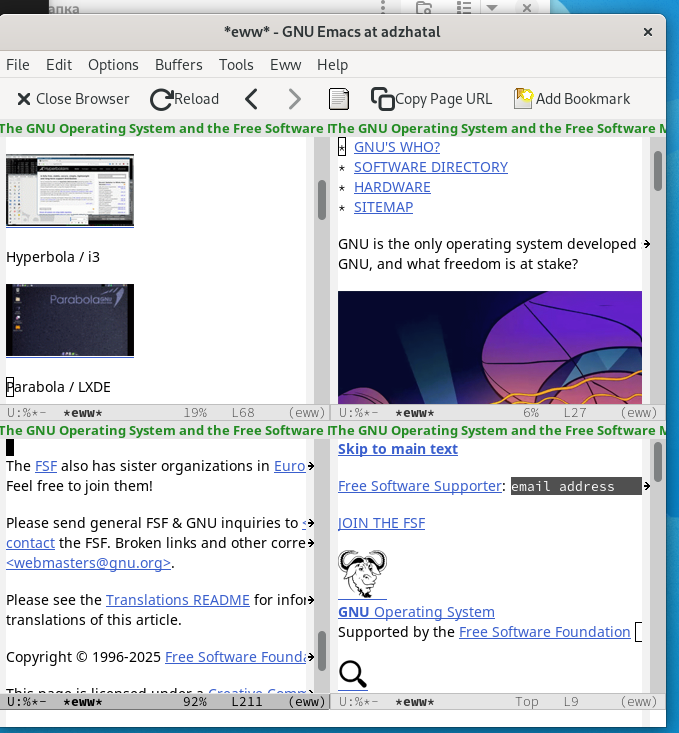 апка
*eww* - GNU Emacs at adzhatal
File Edit Options Buffers Tools Eww Help
Close Browser Reload Copy Page URL Add Bookmark
The GNU Operating System and the Free Software
Hyperbola / i3
Parabola
Parabola / LXDE
U:%*- *eww* 19% L68 (eww)
The GNU Operating System and the Free Software M
* GNU'S WHO?
* SOFTWARE DIRECTORY
* HARDWARE
* SITEMAP
GNU is the only operating system developed
GNU, and what freedom is at stake?
U:%*- *eww* 6% L27 (eww)
The GNU Operating System and the Free Software
The FSF also has sister organizations in Euro
Feel free to join them!
Please send general FSF & GNU inquiries to <
contact the FSF. Broken links and other corre
<webmasters@gnu.org>.
Please see the Translations README for infor
translations of this article.
Copyright © 1996-2025 Free Software Founda
This page is licensed under a Creative Comm
U:%*- *eww* 92% L211 (eww)
The GNU Operating System and the Free Software M
Skip to main text
Free Software Supporter: email address
JOIN THE FSF
GNU Operating System
Supported by the Free Software Foundation
U:%*- *eww* Top L9 (eww)